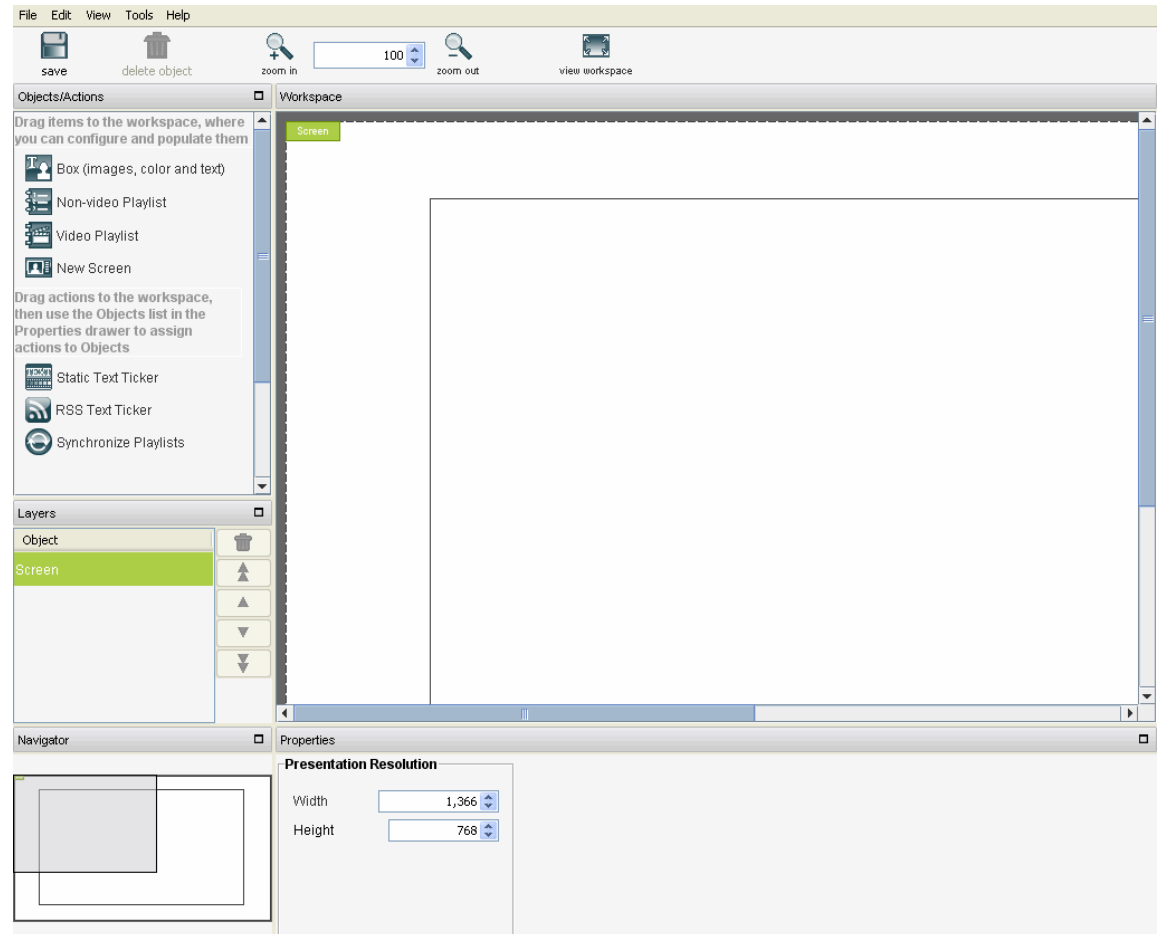 File Edit View Tools Help
save
delete object
zoom in
100
zoom out
view workspace
Objects/Actions
Workspace
Drag items to the workspace, where
you can configure and populate them
Screen
Box (images, color and text)
Non-video Playlist
Video Playlist
New Screen
Drag actions to the workspace,
then use the Objects list in the
Properties drawer to assign
actions to Objects
TEXT
Static Text Ticker
RSS Text Ticker
Synchronize Playlists
Layers
Object
Screen
Navigator
Properties
Presentation Resolution
Width 1,366
Height 768